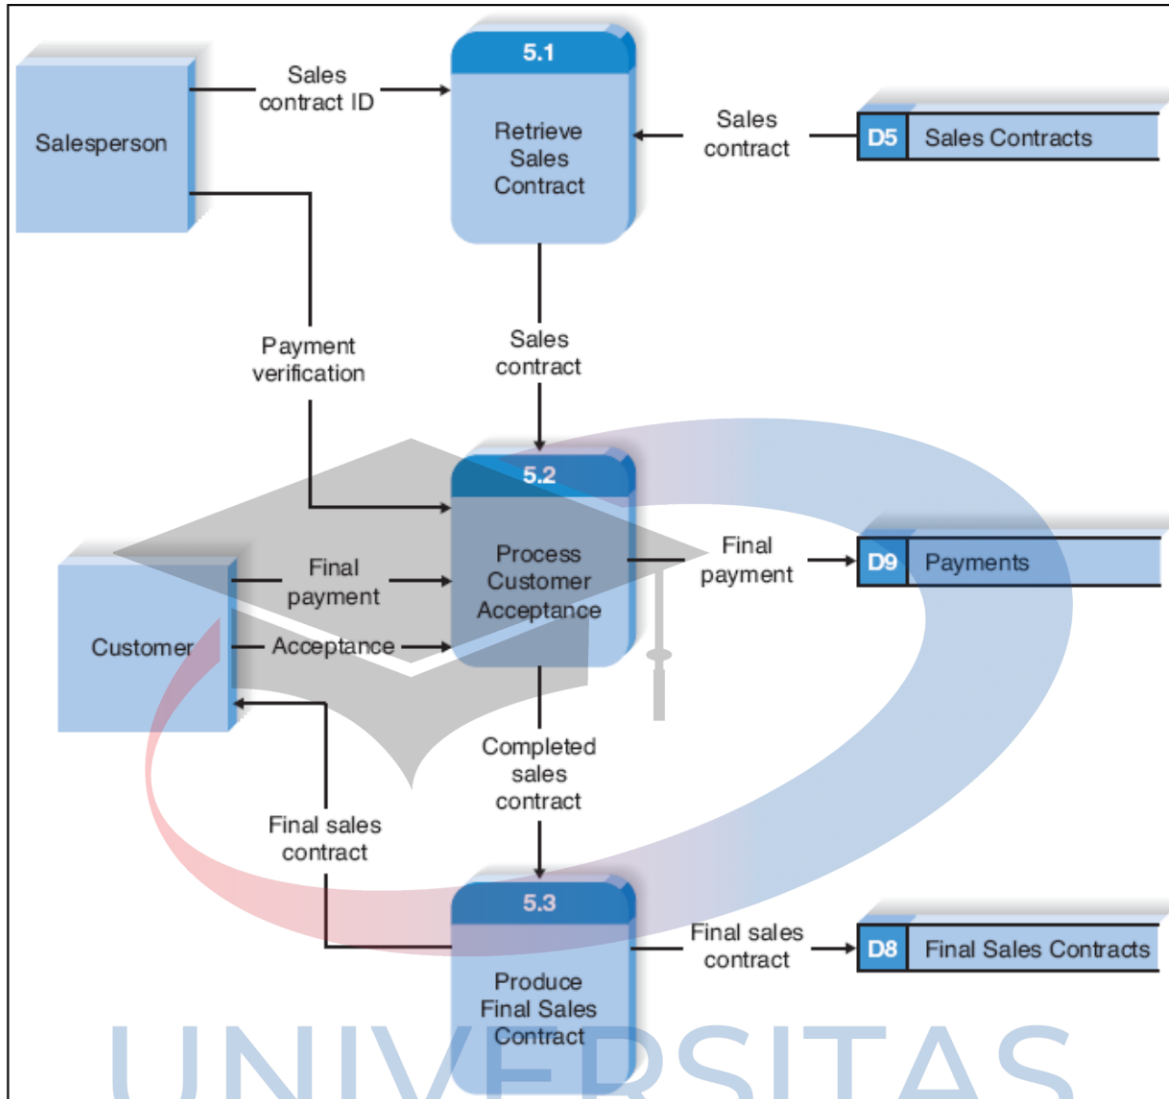 5.1
Sales
contract ID
Salesperson
Retrieve
Sales
Contract
Sales
contract
D5 Sales Contracts
Payment
verification
Sales
contract
5.2
Process
Customer
Acceptance
Final
payment
Final
payment
D9 Payments
Customer
Acceptance
Completed
sales
contract
Final sales
contract
5.3
Produce
Final Sales
Contract
Final sales
contract
D8 Final Sales Contracts
UNIVERSITAS